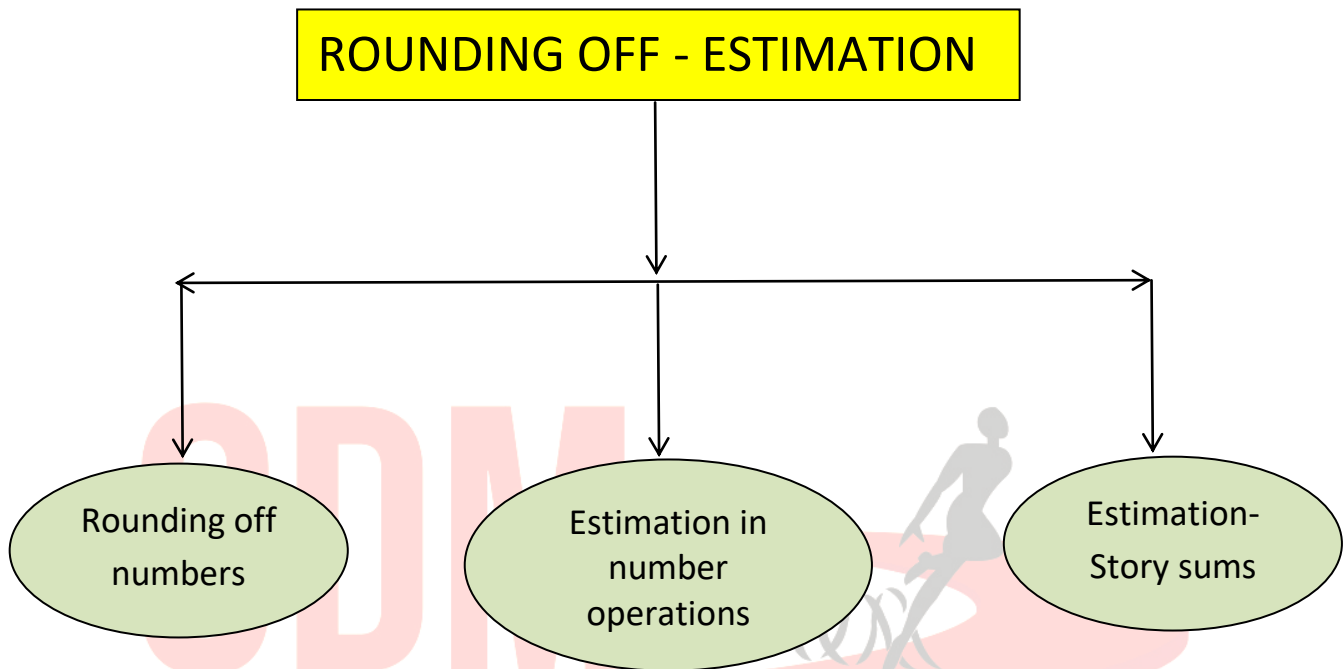 ROUNDING OFF - ESTIMATION
Rounding off
numbers
Estimation in
number
operations
Estimation-
Story sums